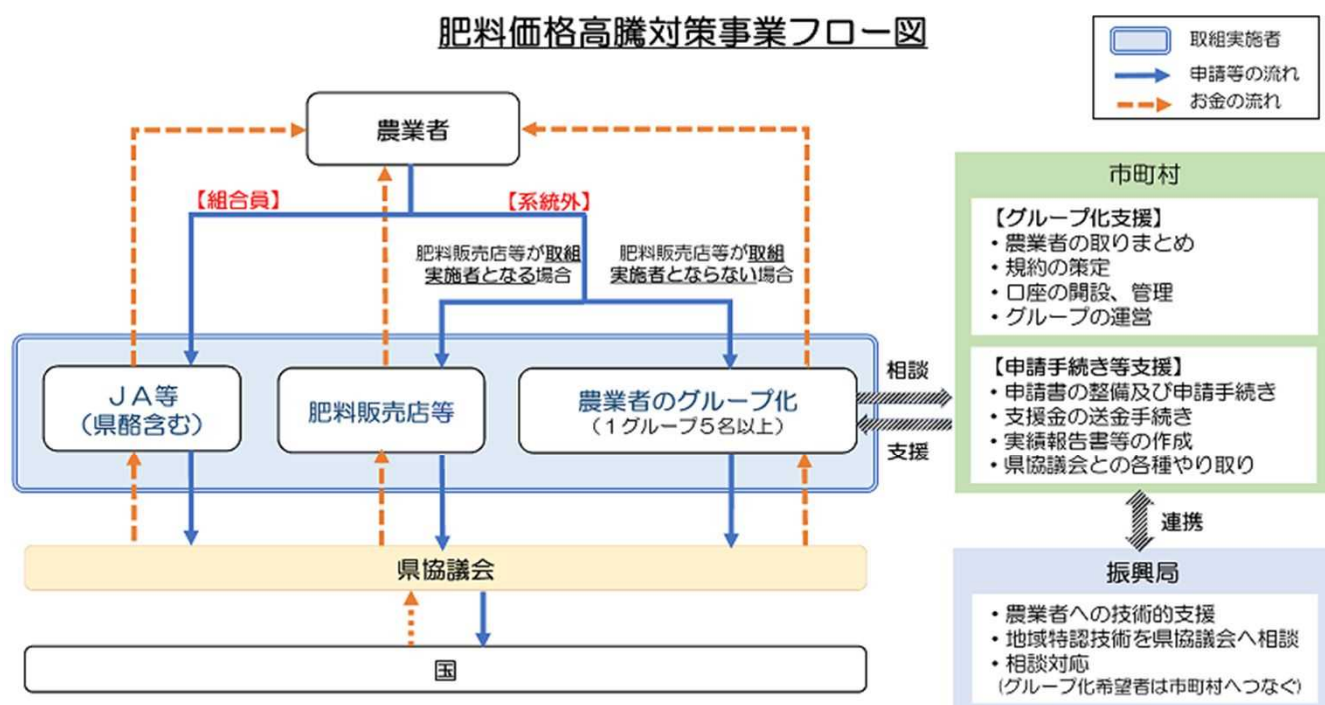 肥料価格高騰対策事業フロー図
取組実施者
申請等の流れ
お金の流れ
農業者
【組合員】
【系統外】
肥料販売店等が取組
実施者となる場合
肥料販売店等が取組
実施者とならない場合
JA等
(県酪含む)
肥料販売店等
農業者のグループ化
(1グループ5名以上)
相談
支援
県協議会
国
市町村
【グループ化支援】
・農業者の取りまとめ
・規約の策定
・口座の開設、管理
・グループの運営
【申請手続き等支援】
・申請書の整備及び申請手続き
・支援金の送金手続き
・実績報告書等の作成
・県協議会との各種やり取り
連携
振興局
・農業者への技術的支援
・地域特認技術を県協議会へ相談
・相談対応
(グループ化希望者は市町村へつなぐ)